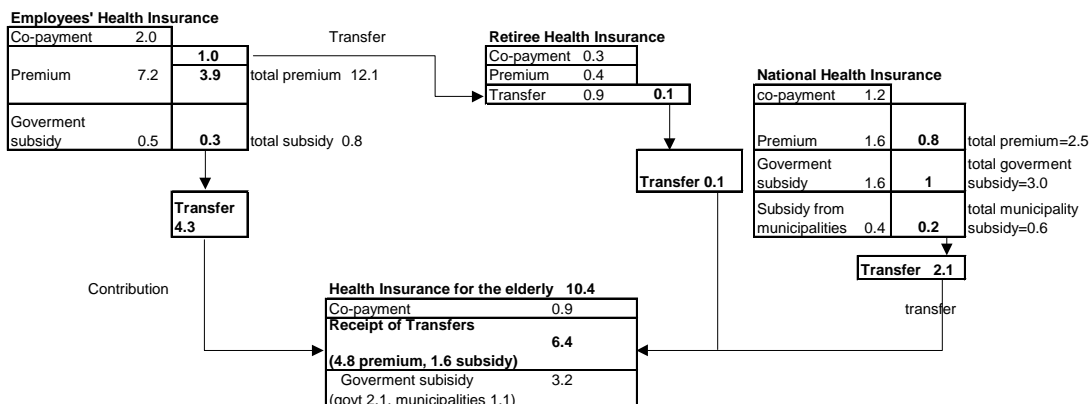 Employees' Health Insurance
Co-payment 2.0
1.0
Premium 7.2 3.9 total premium 12.1
Goverment
subsidy 0.5 0.3 total subsidy 0.8
Transfer
4.3
Transfer
Retiree Health Insurance
Co-payment 0.3
Premium 0.4
Transfer 0.9 0.1
Transfer 0.1
National Health Insurance
co-payment 1.2
Premium 1.6 0.8 total premium=2.5
Goverment total goverment
subsidy 1.6 1 subsidy=3.0
Subsidy from total municipality
municipalities 0.4 0.2 subsidy=0.6
Transfer 2.1
transfer
Contribution
Health Insurance for the elderly 10.4
Co-payment 0.9
Receipt of Transfers
6.4
(4.8 premium, 1.6 subsidy)
Goverment subisidy 3.2
(govt 2.1, municipalities 1.1)